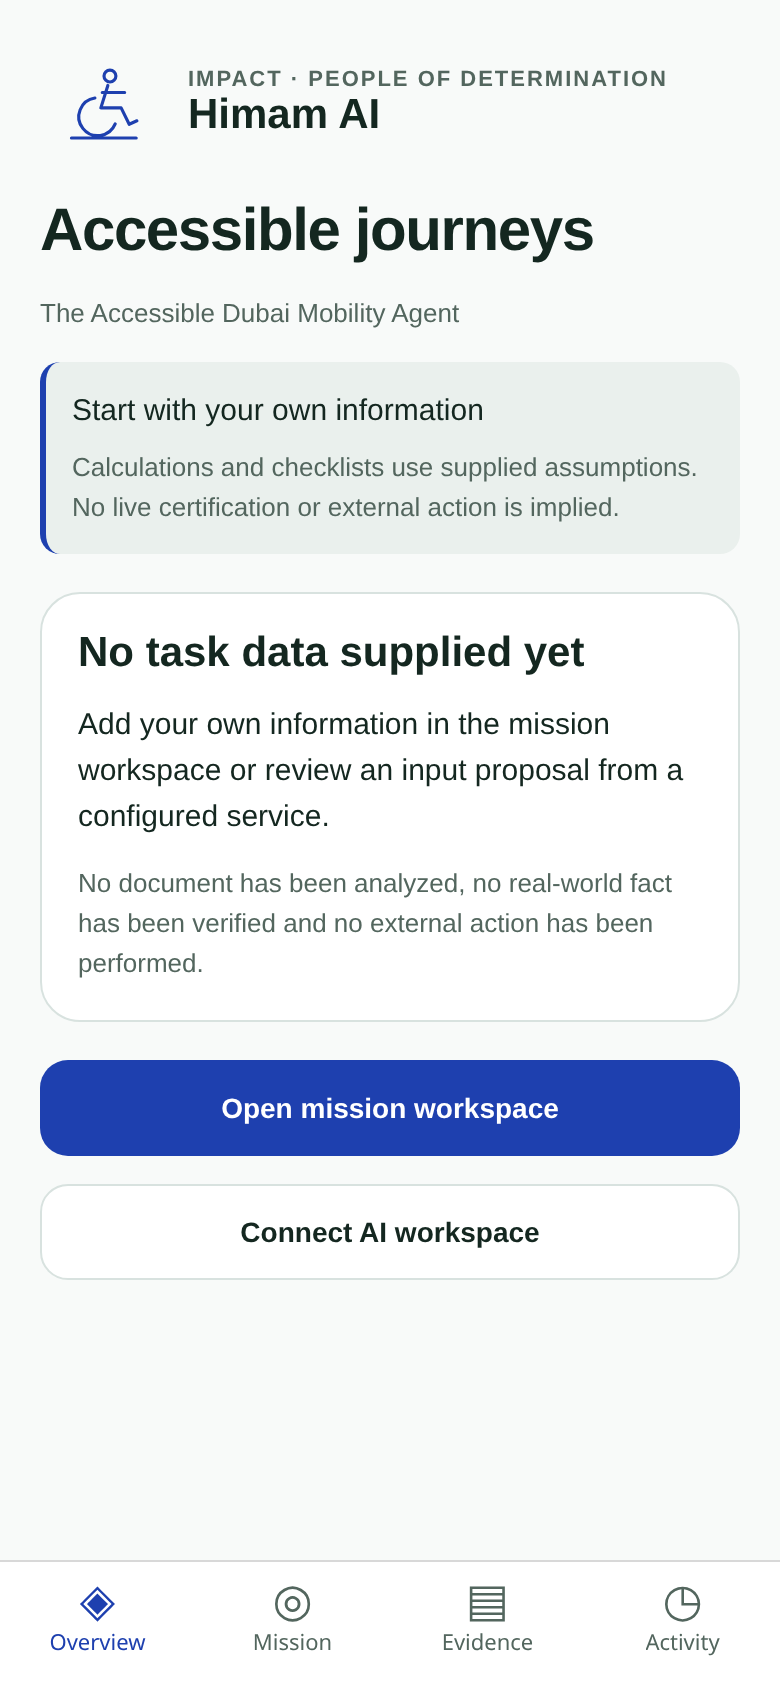 IMPACT · PEOPLE OF DETERMINATION
Himam AI
Accessible journeys
The Accessible Dubai Mobility Agent
Start with your own information
Calculations and checklists use supplied assumptions.
No live certification or external action is implied.
No task data supplied yet
Add your own information in the mission
workspace or review an input proposal from a
configured service.
No document has been analyzed, no real-world fact
has been verified and no external action has been
performed.
Open mission workspace
Connect AI workspace
Overview Mission Evidence Activity